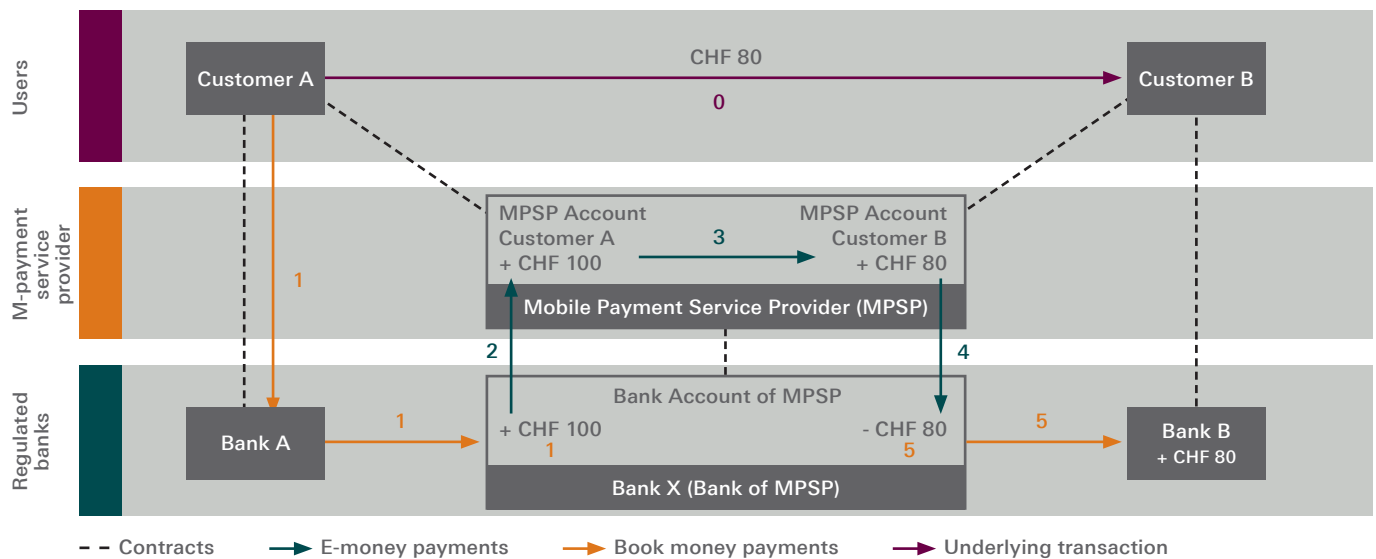 Users
Customer A
CHF 80
0
Customer B
M-payment
service
provider
1
MPSP Account
Customer A
+ CHF 100
3
MPSP Account
Customer B
+ CHF 80
Mobile Payment Service Provider (MPSP)
2
4
Regulated
banks
Bank A
1
Bank Account of MPSP
+ CHF 100
1
- CHF 80
5
Bank X (Bank of MPSP)
5
Bank B
+ CHF 80
Contracts
E-money payments
Book money payments
Underlying transaction